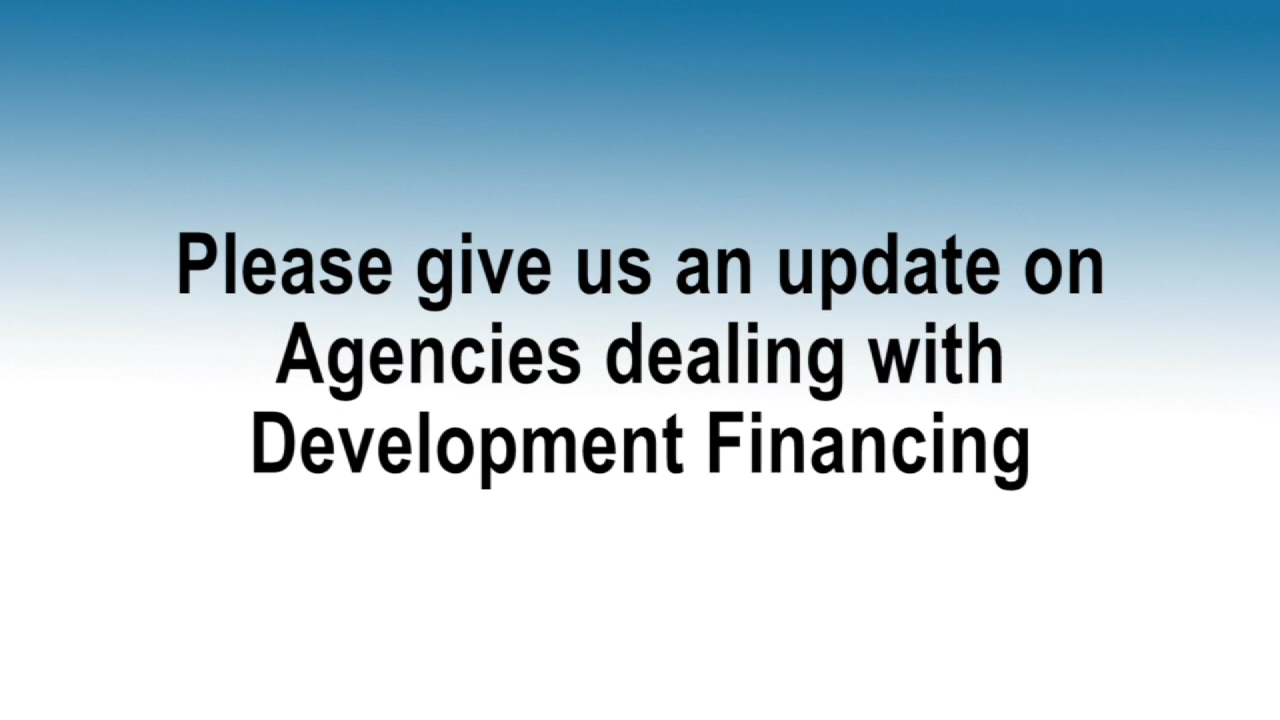 Please give us an update on
Agencies dealing with
Development Financing